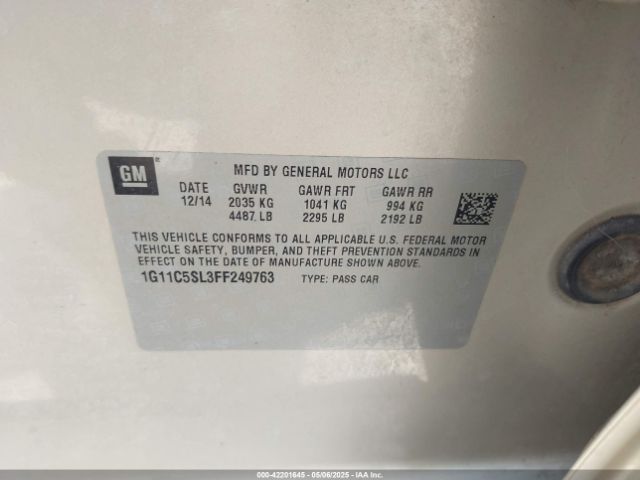 GM
MFD BY GENERAL MOTORS LLC
DATE GVWR GAWR FRT GAWR RR
12/14 2035 KG 1041 KG 994 KG
4487 LB 2295 LB 2192 LB
THIS VEHICLE CONFORMS TO ALL APPLICABLE U.S. FEDERAL MOTOR
VEHICLE SAFETY, BUMPER, AND THEFT PREVENTION STANDARDS IN
EFFECT ON THE DATE OF MANUFACTURE SHOWN ABOVE.
1G11C5SL3FF249763 TYPE: PASS CAR
000-42201645 - 05/06/2025 - IAAI.COM